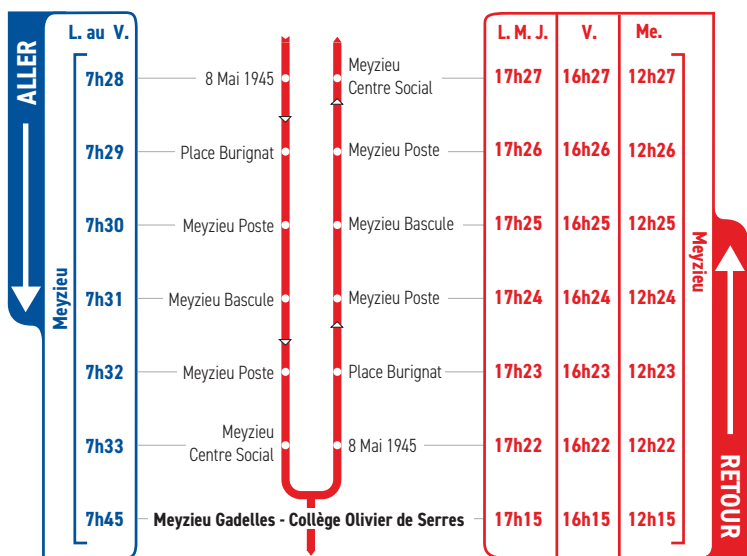 L. au V. L. M. J. V. Me.
ALLER
7h28 8 Mai 1945 Meyzieu
Centre Social 17h27 16h27 12h27
7h29 Place Burignat Meyzieu Poste 17h26 16h26 12h26
7h30 Meyzieu Poste Meyzieu Bascule 17h25 16h25 12h25
Meyzieu
Meyzieu
7h31 Meyzieu Bascule Meyzieu Poste 17h24 16h24 12h24
7h32 Meyzieu Poste Place Burignat 17h23 16h23 12h23
7h33 Meyzieu
Centre Social 8 Mai 1945 17h22 16h22 12h22
RETOUR
7h45 Meyzieu Gadelles - Collège Olivier de Serres 17h15 16h15 12h15